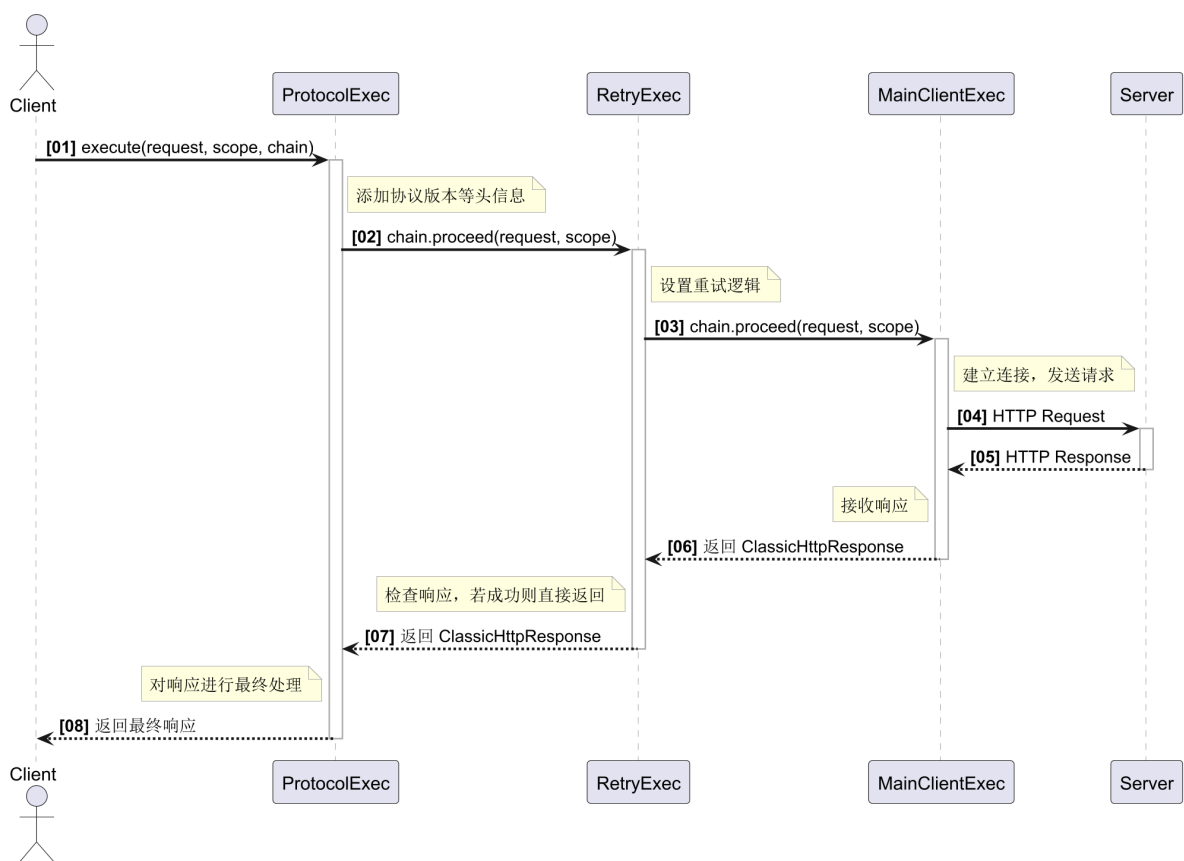 Client
ProtocolExec
RetryExec
MainClientExec
Server
[01] execute(request, scope, chain)
添加协议版本等头信息
[02] chain.proceed(request, scope)
设置重试逻辑
[03] chain.proceed(request, scope)
建立连接，发送请求
[04] HTTP Request
[05] HTTP Response
接收响应
[06] 返回 ClassicHttpResponse
检查响应，若成功则直接返回
[07] 返回 ClassicHttpResponse
对响应进行最终处理
[08] 返回最终响应
Client
ProtocolExec
RetryExec
MainClientExec
Server